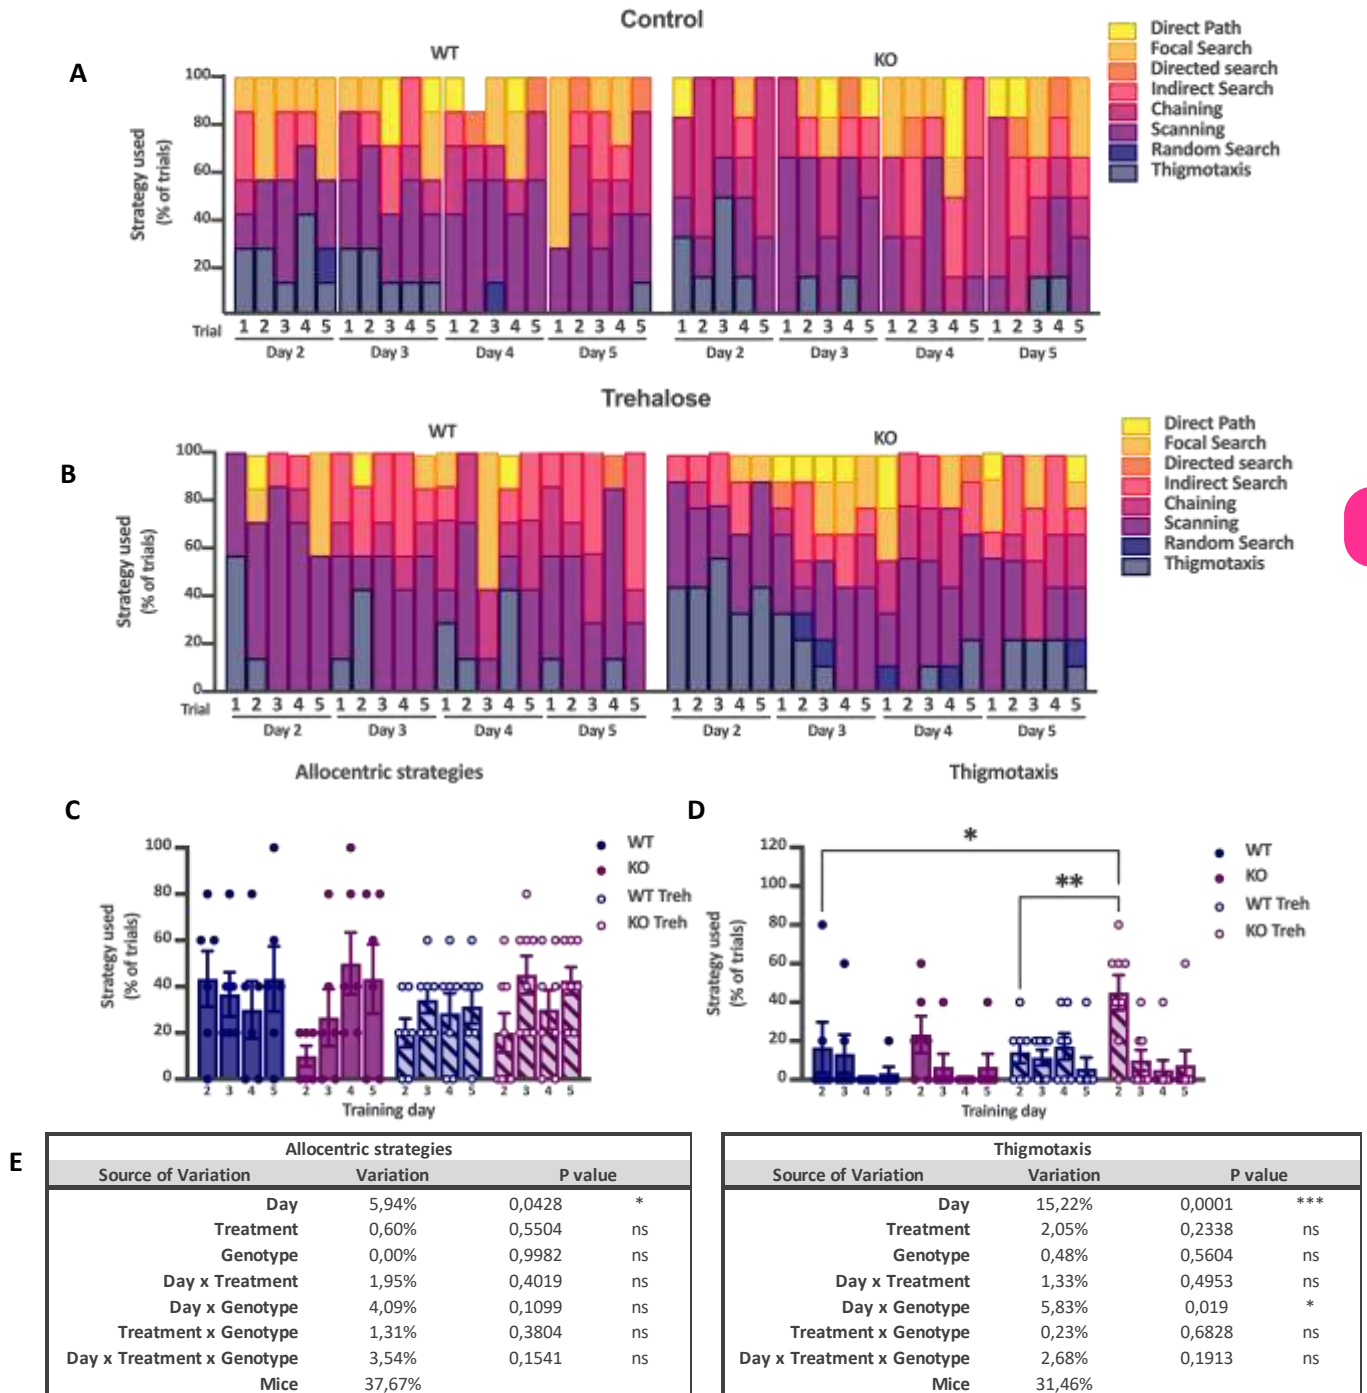 Control
WT
KO
A
Direct Path
Focal Search
Directed search
Indirect Search
Chaining
Scanning
Random Search
Thigmotaxis
Strategy used
(% of trials)
100
80
60
40
20
Trial
1 2 3 4 5 1 2 3 4 5 1 2 3 4 5 1 2 3 4 5
1 2 3 4 5 1 2 3 4 5 1 2 3 4 5 1 2 3 4 5
Day 2 Day 3 Day 4 Day 5
Day 2 Day 3 Day 4 Day 5
Trehalose
WT
KO
B
Direct Path
Focal Search
Directed search
Indirect Search
Chaining
Scanning
Random Search
Thigmotaxis
Strategy used
(% of trials)
100
80
60
40
20
0
Trial
1 2 3 4 5 1 2 3 4 5 1 2 3 4 5 1 2 3 4 5
1 2 3 4 5 1 2 3 4 5 1 2 3 4 5 1 2 3 4 5
Day 2 Day 3 Day 4 Day 5
Day 2 Day 3 Day 4 Day 5
Allocentric strategies
C
Strategy used
(% of trials)
100
80
60
40
20
0
2 3 4 5 2 3 4 5 2 3 4 5 2 3 4 5
Training day
WT
KO
WT Treh
KO Treh
Thigmotaxis
D
Strategy used
(% of trials)
120
100
80
60
40
20
0
*
**
2 3 4 5 2 3 4 5 2 3 4 5 2 3 4 5
Training day
WT
KO
WT Treh
KO Treh
E
Allocentric strategies
Source of Variation Variation P value
Day 5,94% 0,0428 *
Treatment 0,60% 0,5504 ns
Genotype 0,00% 0,9982 ns
Day x Treatment 1,95% 0,4019 ns
Day x Genotype 4,09% 0,1099 ns
Treatment x Genotype 1,31% 0,3804 ns
Day x Treatment x Genotype 3,54% 0,1541 ns
Mice 37,67%
Thigmotaxis
Source of Variation Variation P value
Day 15,22% 0,0001 ***
Treatment 2,05% 0,2338 ns
Genotype 0,48% 0,5604 ns
Day x Treatment 1,33% 0,4953 ns
Day x Genotype 5,83% 0,019 *
Treatment x Genotype 0,23% 0,6828 ns
Day x Treatment x Genotype 2,68% 0,1913 ns
Mice 31,46%